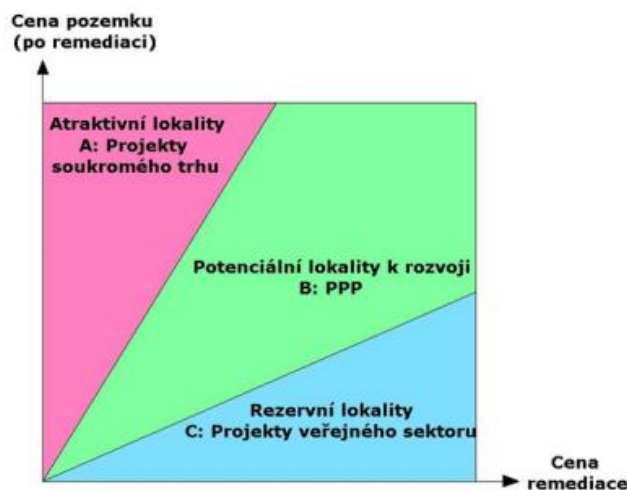 Cena pozemku
(po remediaci)
Atraktivní lokality
A: Projekty
soukromého trhu
Potenciální lokality k rozvoji
B: PPP
Rezervní lokality
C: Projekty veřejného sektoru
Cena
remediace